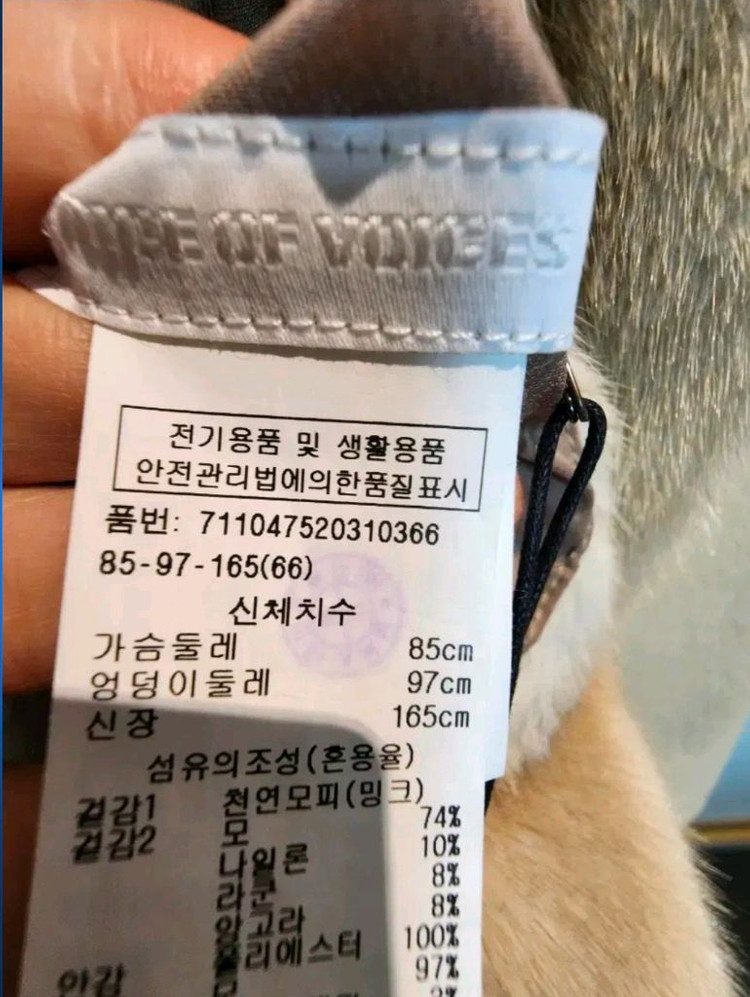 OF VOICES
전기용품 및 생활용품
안전관리법에의한품질표시
품번: 711047520310366
85-97-165(66)
신체치수
가슴둘레 85cm
엉덩이둘레 97cm
신장 165cm
섬유의조성(혼용율)
겉감1 천연모피(밍크)
겉감2 모 74%
나일론 10%
라쿤 8%
앙고라 8%
폴리에스터 100%
안감 97%